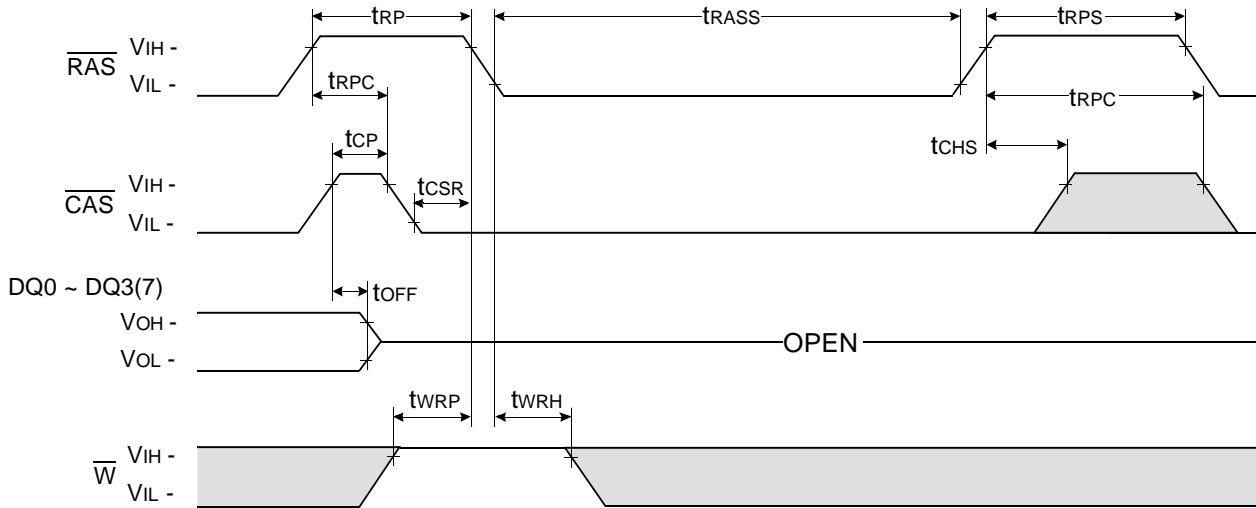 tRP tRASS tRPS
VIH -
RAS
VIL -
tRPC tRPC
tCP tCHS
VIH - tCSR
CAS
VIL -
DQ0 ~ DQ3(7)
tOFF
VOH -
OPEN
VOL -
tWRP tWRH
VIH -
W
VIL -